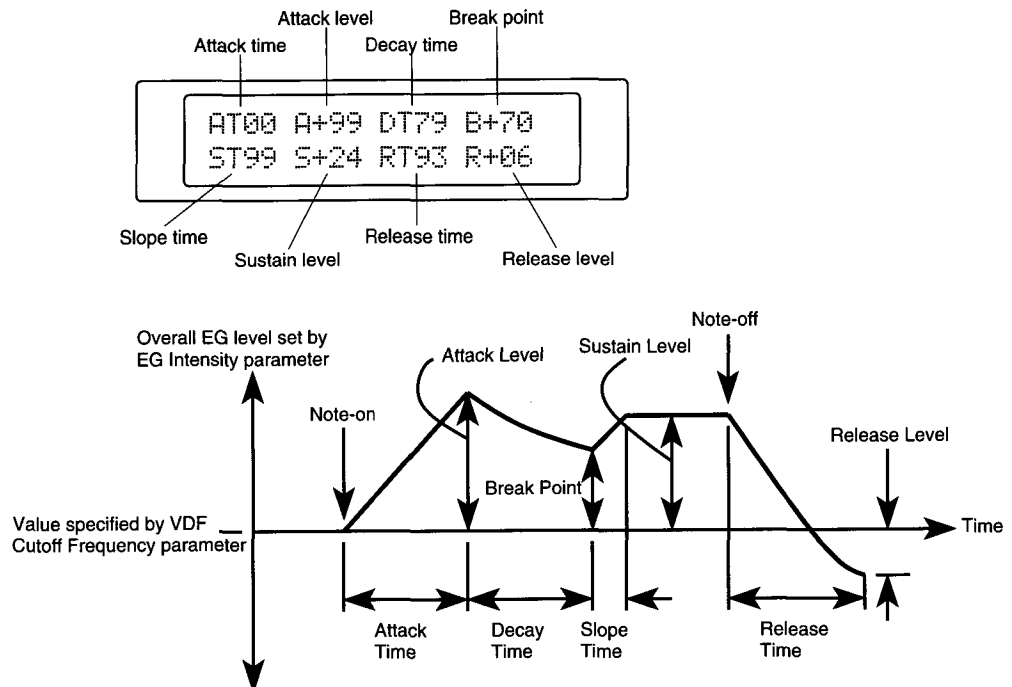 Attack level
Break point
Attack time
Decay time
AT00 A+99 DT79 B+70
ST99 S+24 RT93 R+06
Slope time
Release time
Sustain level
Release level
Overall EG level set by
EG Intensity parameter
Note-on
Attack Level
Sustain Level
Note-off
Release Level
Break Point
Value specified by VDF
Cutoff Frequency parameter
Time
Attack
Time
Decay
Time
Slope
Time
Release
Time